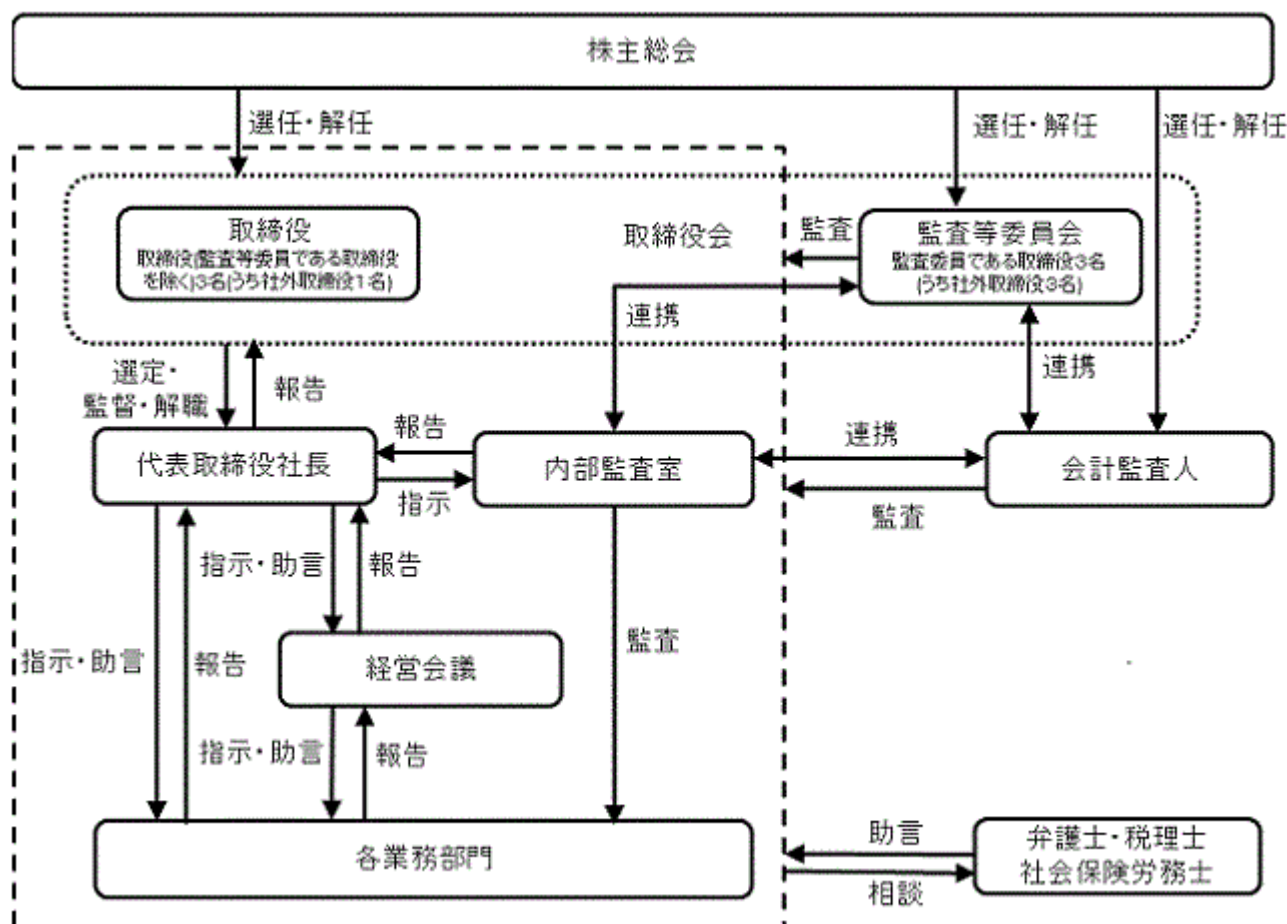 株主総会
選任・解任
選任・解任
選任・解任
取締役
取締役(監査等委員である取締役
を除く)3名(うち社外取締役1名)
取締役会
監査
監査等委員会
監査委員である取締役3名
(うち社外取締役3名)
連携
連携
選定・
監督・解職
報告
代表取締役社長
報告
指示
内部監査室
連携
監査
会計監査人
指示・助言
報告
指示・助言
報告
経営会議
監査
指示・助言
報告
各業務部門
助言
相談
弁護士・税理士
社会保険労務士